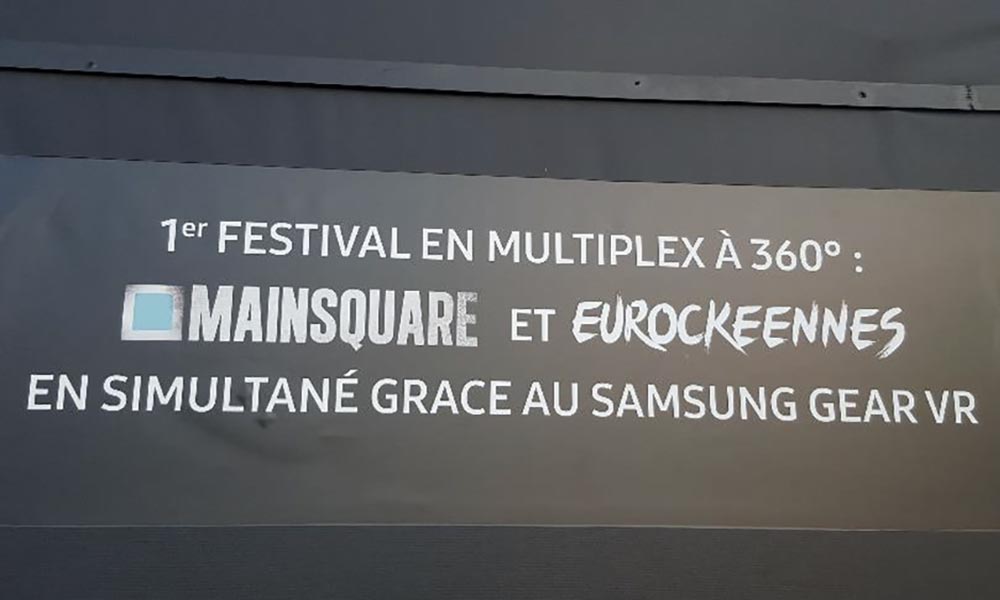 1er FESTIVAL EN MULTIPLEX À 360° :
MAINSQUARE ET EUROCKEENNES
EN SIMULTANÉ GRACE AU SAMSUNG GEAR VR